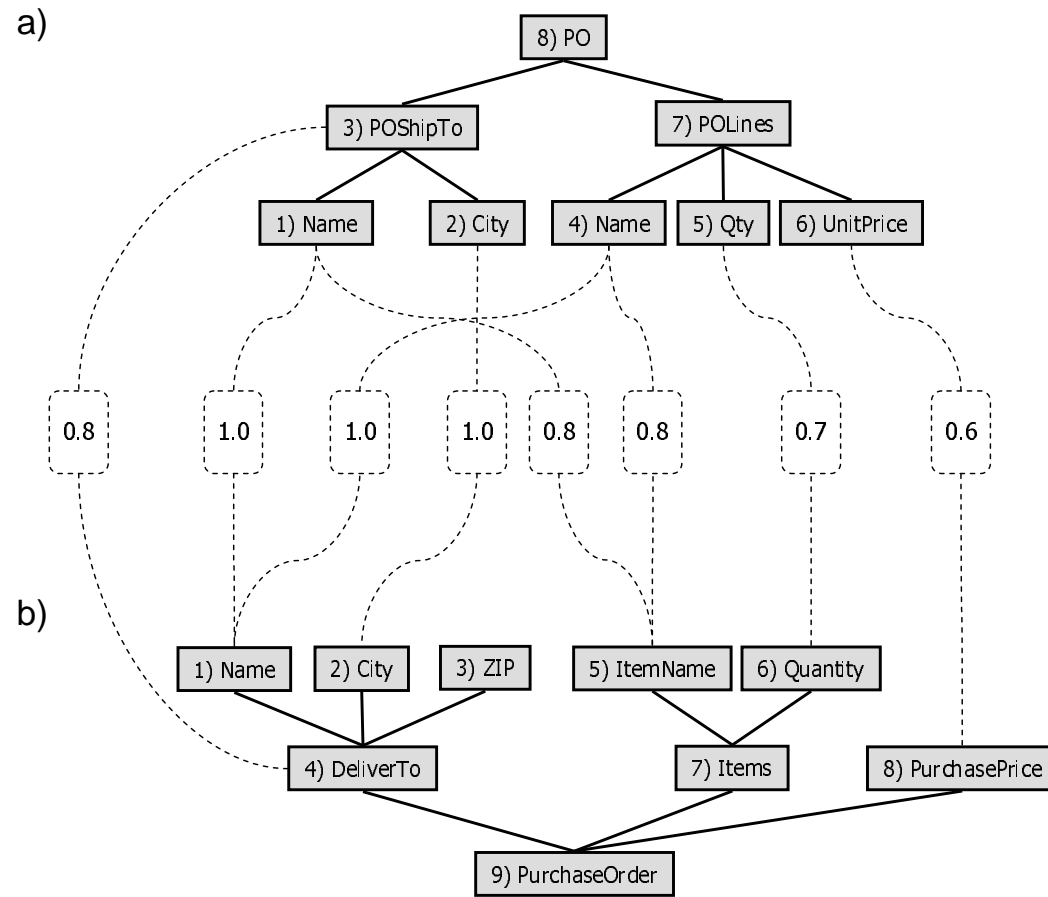 a)
8) PO
3) POShipTo
7) POLines
1) Name
2) City
4) Name
5) Qty
6) UnitPrice
0.8
1.0
1.0
1.0
0.8
0.8
0.7
0.6
b)
1) Name
2) City
3) ZIP
5) ItemName
6) Quantity
4) DeliverTo
7) Items
8) PurchasePrice
9) PurchaseOrder